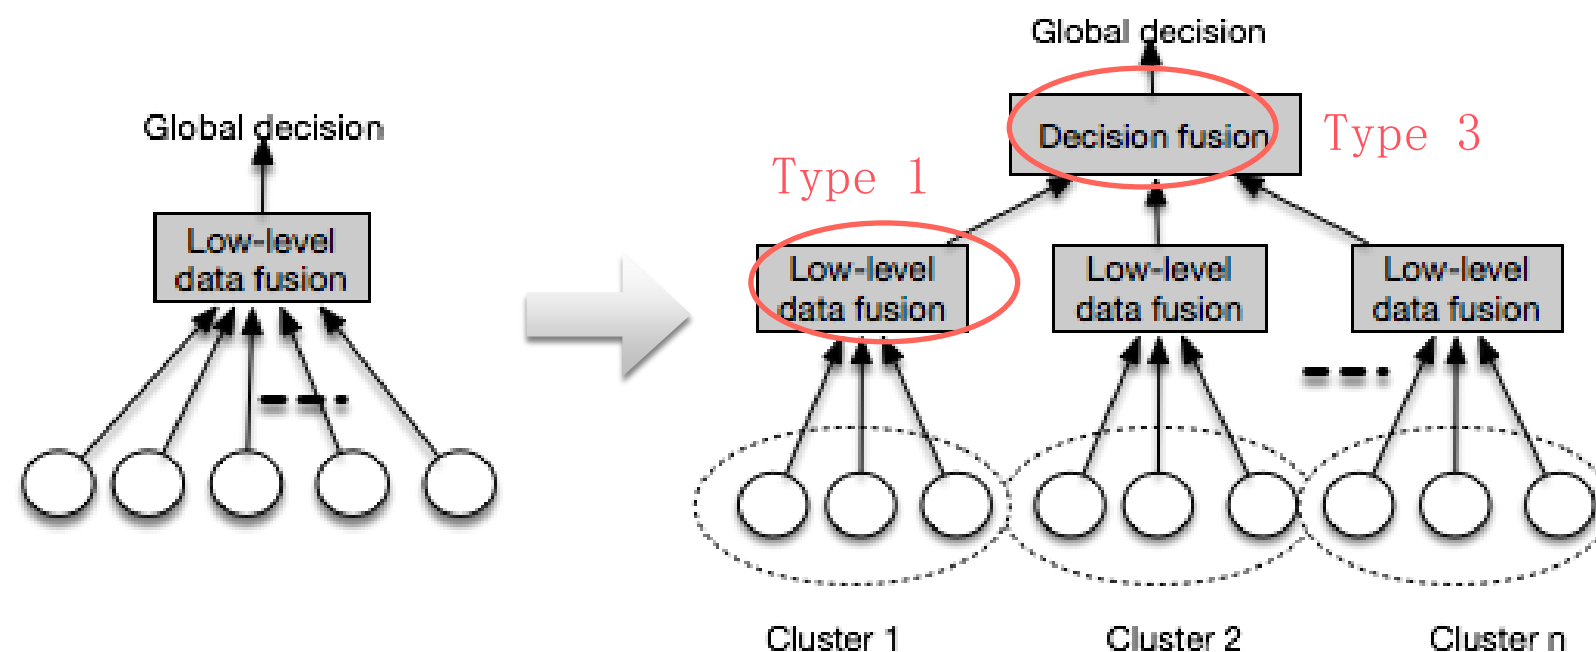 Global decision
Low-level
data fusion
Global decision
Decision fusion
Type 3
Type 1
Low-level
data fusion
Low-level
data fusion
Low-level
data fusion
Cluster 1
Cluster 2
Cluster n